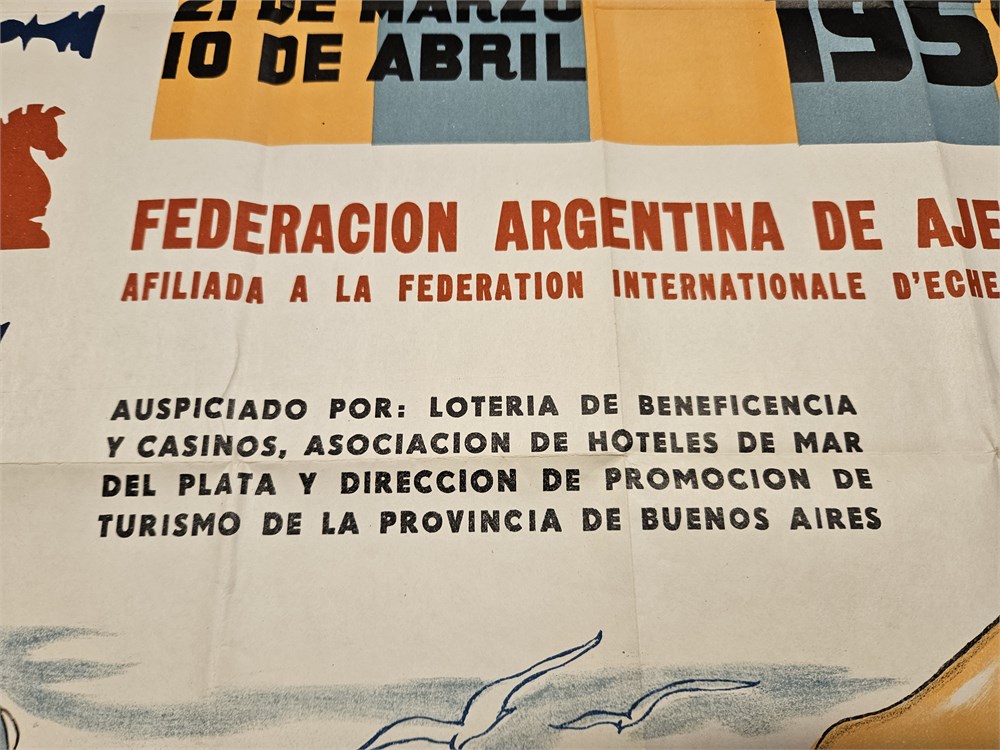 21 DE MARZO
10 DE ABRIL
195
FEDERACION ARGENTINA DE AJE
AFILIADA A LA FEDERATION INTERNATIONALE D'ECHE
AUSPICIADO POR: LOTERIA DE BENEFICENCIA
Y CASINOS, ASOCIACION DE HOTELES DE MAR
DEL PLATA Y DIRECCION DE PROMOCION DE
TURISMO DE LA PROVINCIA DE BUENOS AIRES